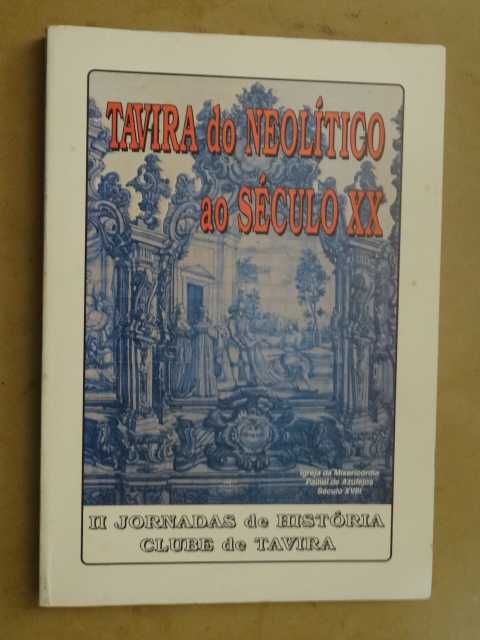 TAVIRA do NEOLÍTICO
ao SÉCULO XX
Igreja da Misericórdia
Painel de Azulejos
Século XVIII
II JORNADAS de HISTÓRIA
CLUBE de TAVIRA